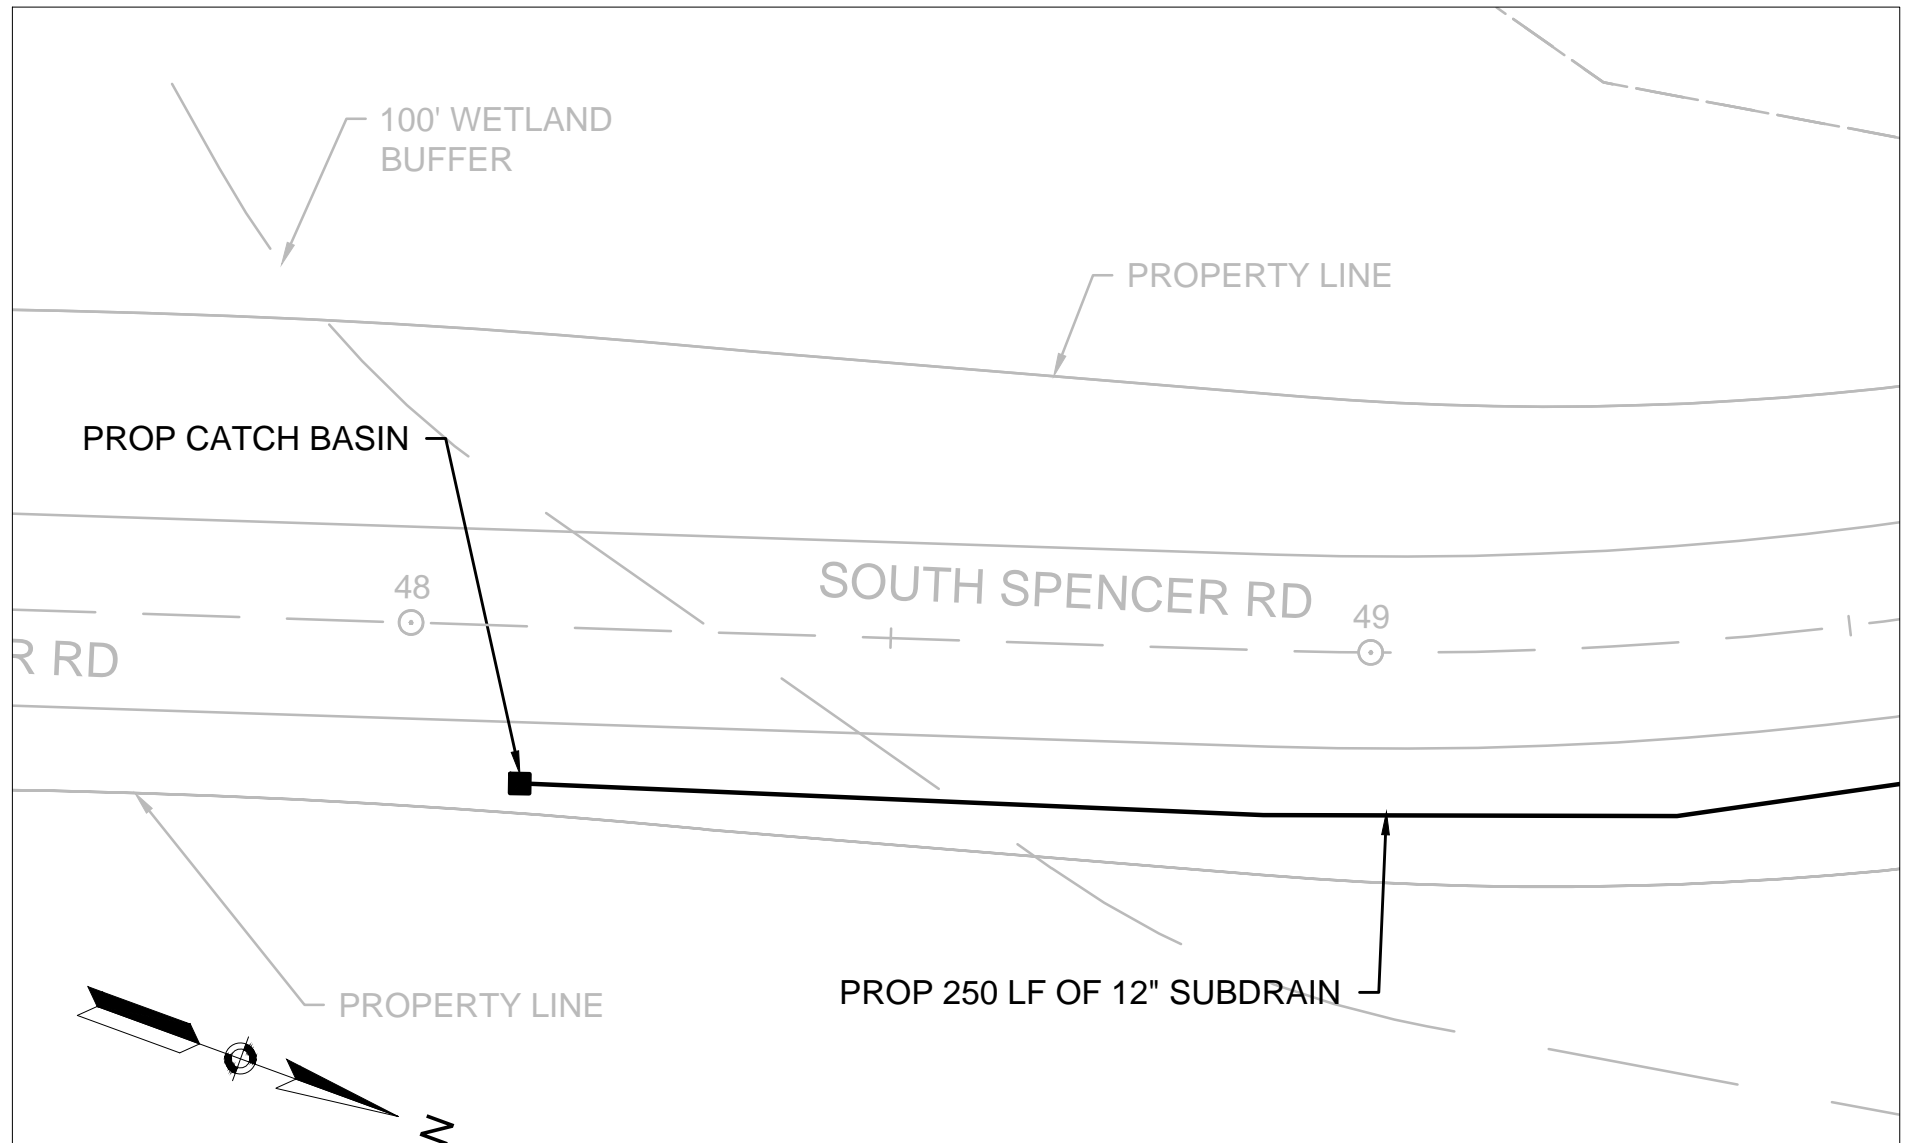 100' WETLAND
BUFFER
PROPERTY LINE
PROP CATCH BASIN
48
SOUTH SPENCER RD
49
R RD
PROP 250 LF OF 12" SUBDRAIN
PROPERTY LINE
N